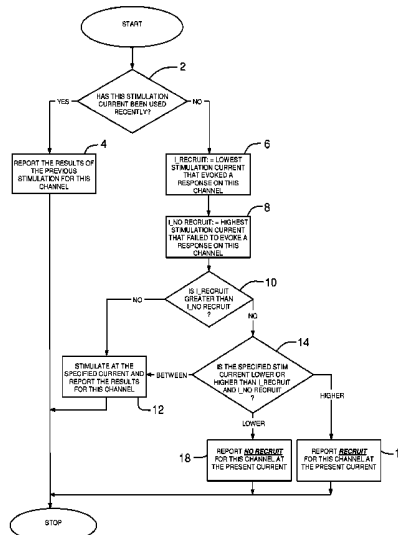 START
2
HAS THIS STIMULATION
CURRENT BEEN USED
RECENTLY?
YES
NO
4
REPORT THE RESULTS OF
THE PREVIOUS
STIMULATION FOR THIS
CHANNEL
6
I_RECRUIT: = LOWEST
STIMULATION CURRENT
THAT EVOKED A
RESPONSE ON THIS
CHANNEL
8
I_NO RECRUIT: = HIGHEST
STIMULATION CURRENT
THAT FAILED TO EVOKE A
RESPONSE ON THIS
CHANNEL
10
IS I_RECRUIT
GREATER THAN
I_NO RECRUIT
?
NO
NO
14
STIMULATE AT THE
SPECIFIED CURRENT AND
REPORT THE RESULTS
FOR THIS CHANNEL
12
BETWEEN
IS THE SPECIFIED STIM
CURRENT LOWER OR
HIGHER THAN I_RECRUIT
AND I_NO RECRUIT
?
HIGHER
LOWER
18
REPORT NO RECRUIT
FOR THIS CHANNEL AT
THE PRESENT CURRENT
REPORT RECRUIT
FOR THIS CHANNEL AT
THE PRESENT CURRENT
STOP